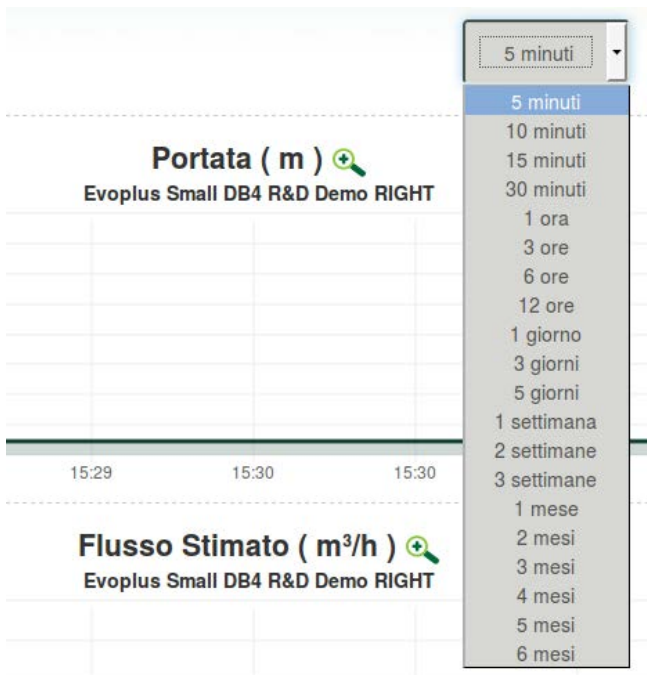 5 minuti
5 minuti
10 minuti
15 minuti
30 minuti
1 ora
3 ore
6 ore
12 ore
1 giorno
3 giorni
5 giorni
1 settimana
2 settimane
3 settimane
1 mese
2 mesi
3 mesi
4 mesi
5 mesi
6 mesi
Portata ( m )
Evoplus Small DB4 R&D Demo RIGHT
15:29 15:30 15:30
Flusso Stimato ( m³/h )
Evoplus Small DB4 R&D Demo RIGHT